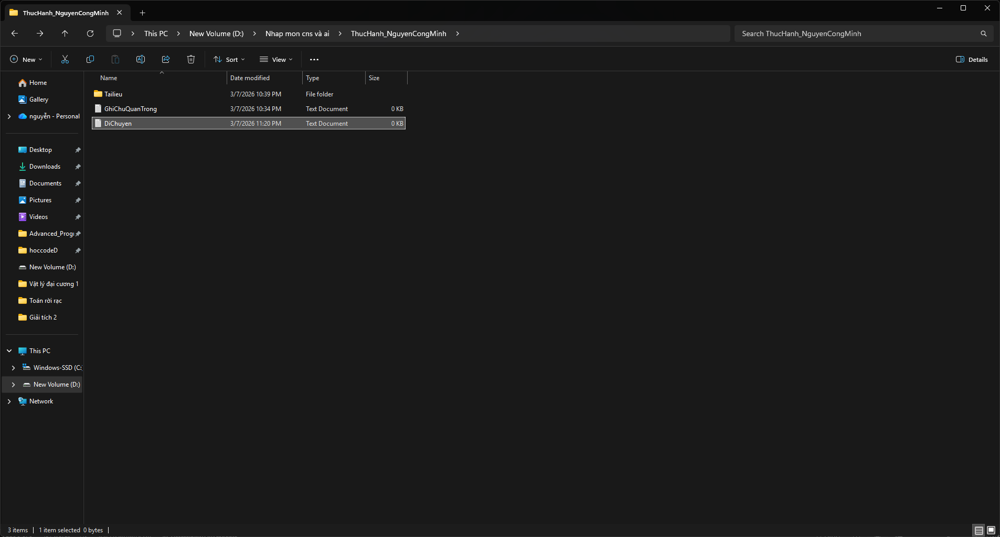 ThucHanh_NguyenCongMinh
This PC
New Volume (D:)
Nhap mon cns và ai
ThucHanh_NguyenCongMinh
Search ThucHanh_NguyenCongMinh
New
Sort
View
Details
Name
Date modified
Type
Size
Tailieu
3/7/2026 10:39 PM
File folder
GhiChuQuanTrong
3/7/2026 10:34 PM
Text Document
0 KB
DiChuyen
3/7/2026 11:20 PM
Text Document
0 KB
Home
Gallery
nguyễn - Personal
Desktop
Downloads
Documents
Pictures
Videos
Advanced_Progr
hoccodeD
New Volume (D:)
Vật lý đại cương 1
Toán rời rạc
Giải tích 2
This PC
Windows-SSD (C:)
New Volume (D:)
Network
3 items
1 item selected 0 bytes